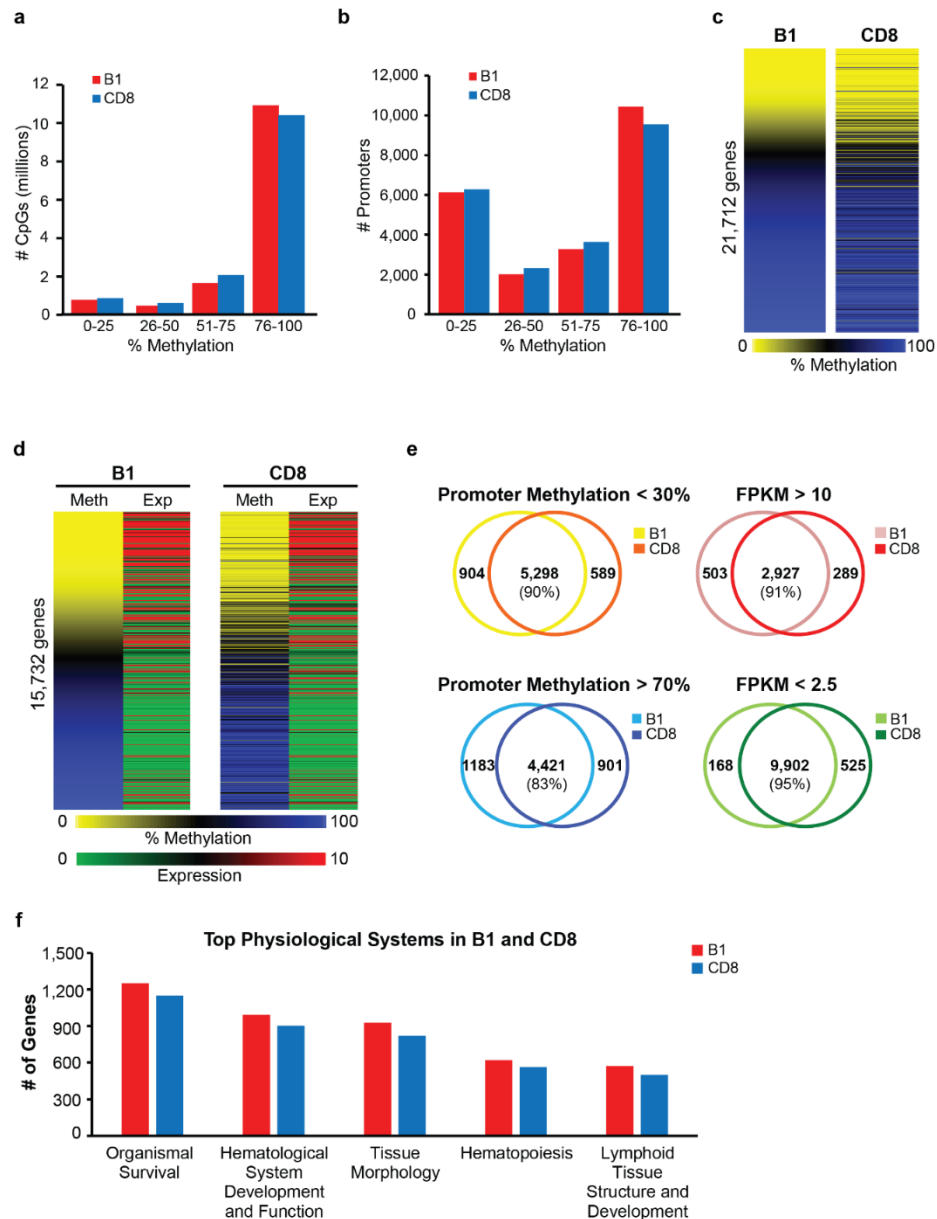 a
B1
CD8
12
10
8
6
4
2
0
# CpGs (millions)
0-25
26-50
51-75
76-100
% Methylation
b
B1
CD8
12,000
10,000
8,000
6,000
4,000
2,000
0
# Promoters
0-25
26-50
51-75
76-100
% Methylation
c
B1
CD8
21,712 genes
0
100
% Methylation
d
B1
CD8
Meth
Exp
Meth
Exp
15,732 genes
0
100
% Methylation
0
10
Expression
e
Promoter Methylation < 30%
B1
CD8
904
5,298
589
(90%)
FPKM > 10
B1
CD8
503
2,927
289
(91%)
Promoter Methylation > 70%
B1
CD8
1183
4,421
901
(83%)
FPKM < 2.5
B1
CD8
168
9,902
525
(95%)
f
Top Physiological Systems in B1 and CD8
B1
CD8
1,500
1,200
900
600
300
0
# of Genes
Organismal
Survival
Hematological
System
Development
and Function
Tissue
Morphology
Hematopoiesis
Lymphoid
Tissue
Structure and
Development